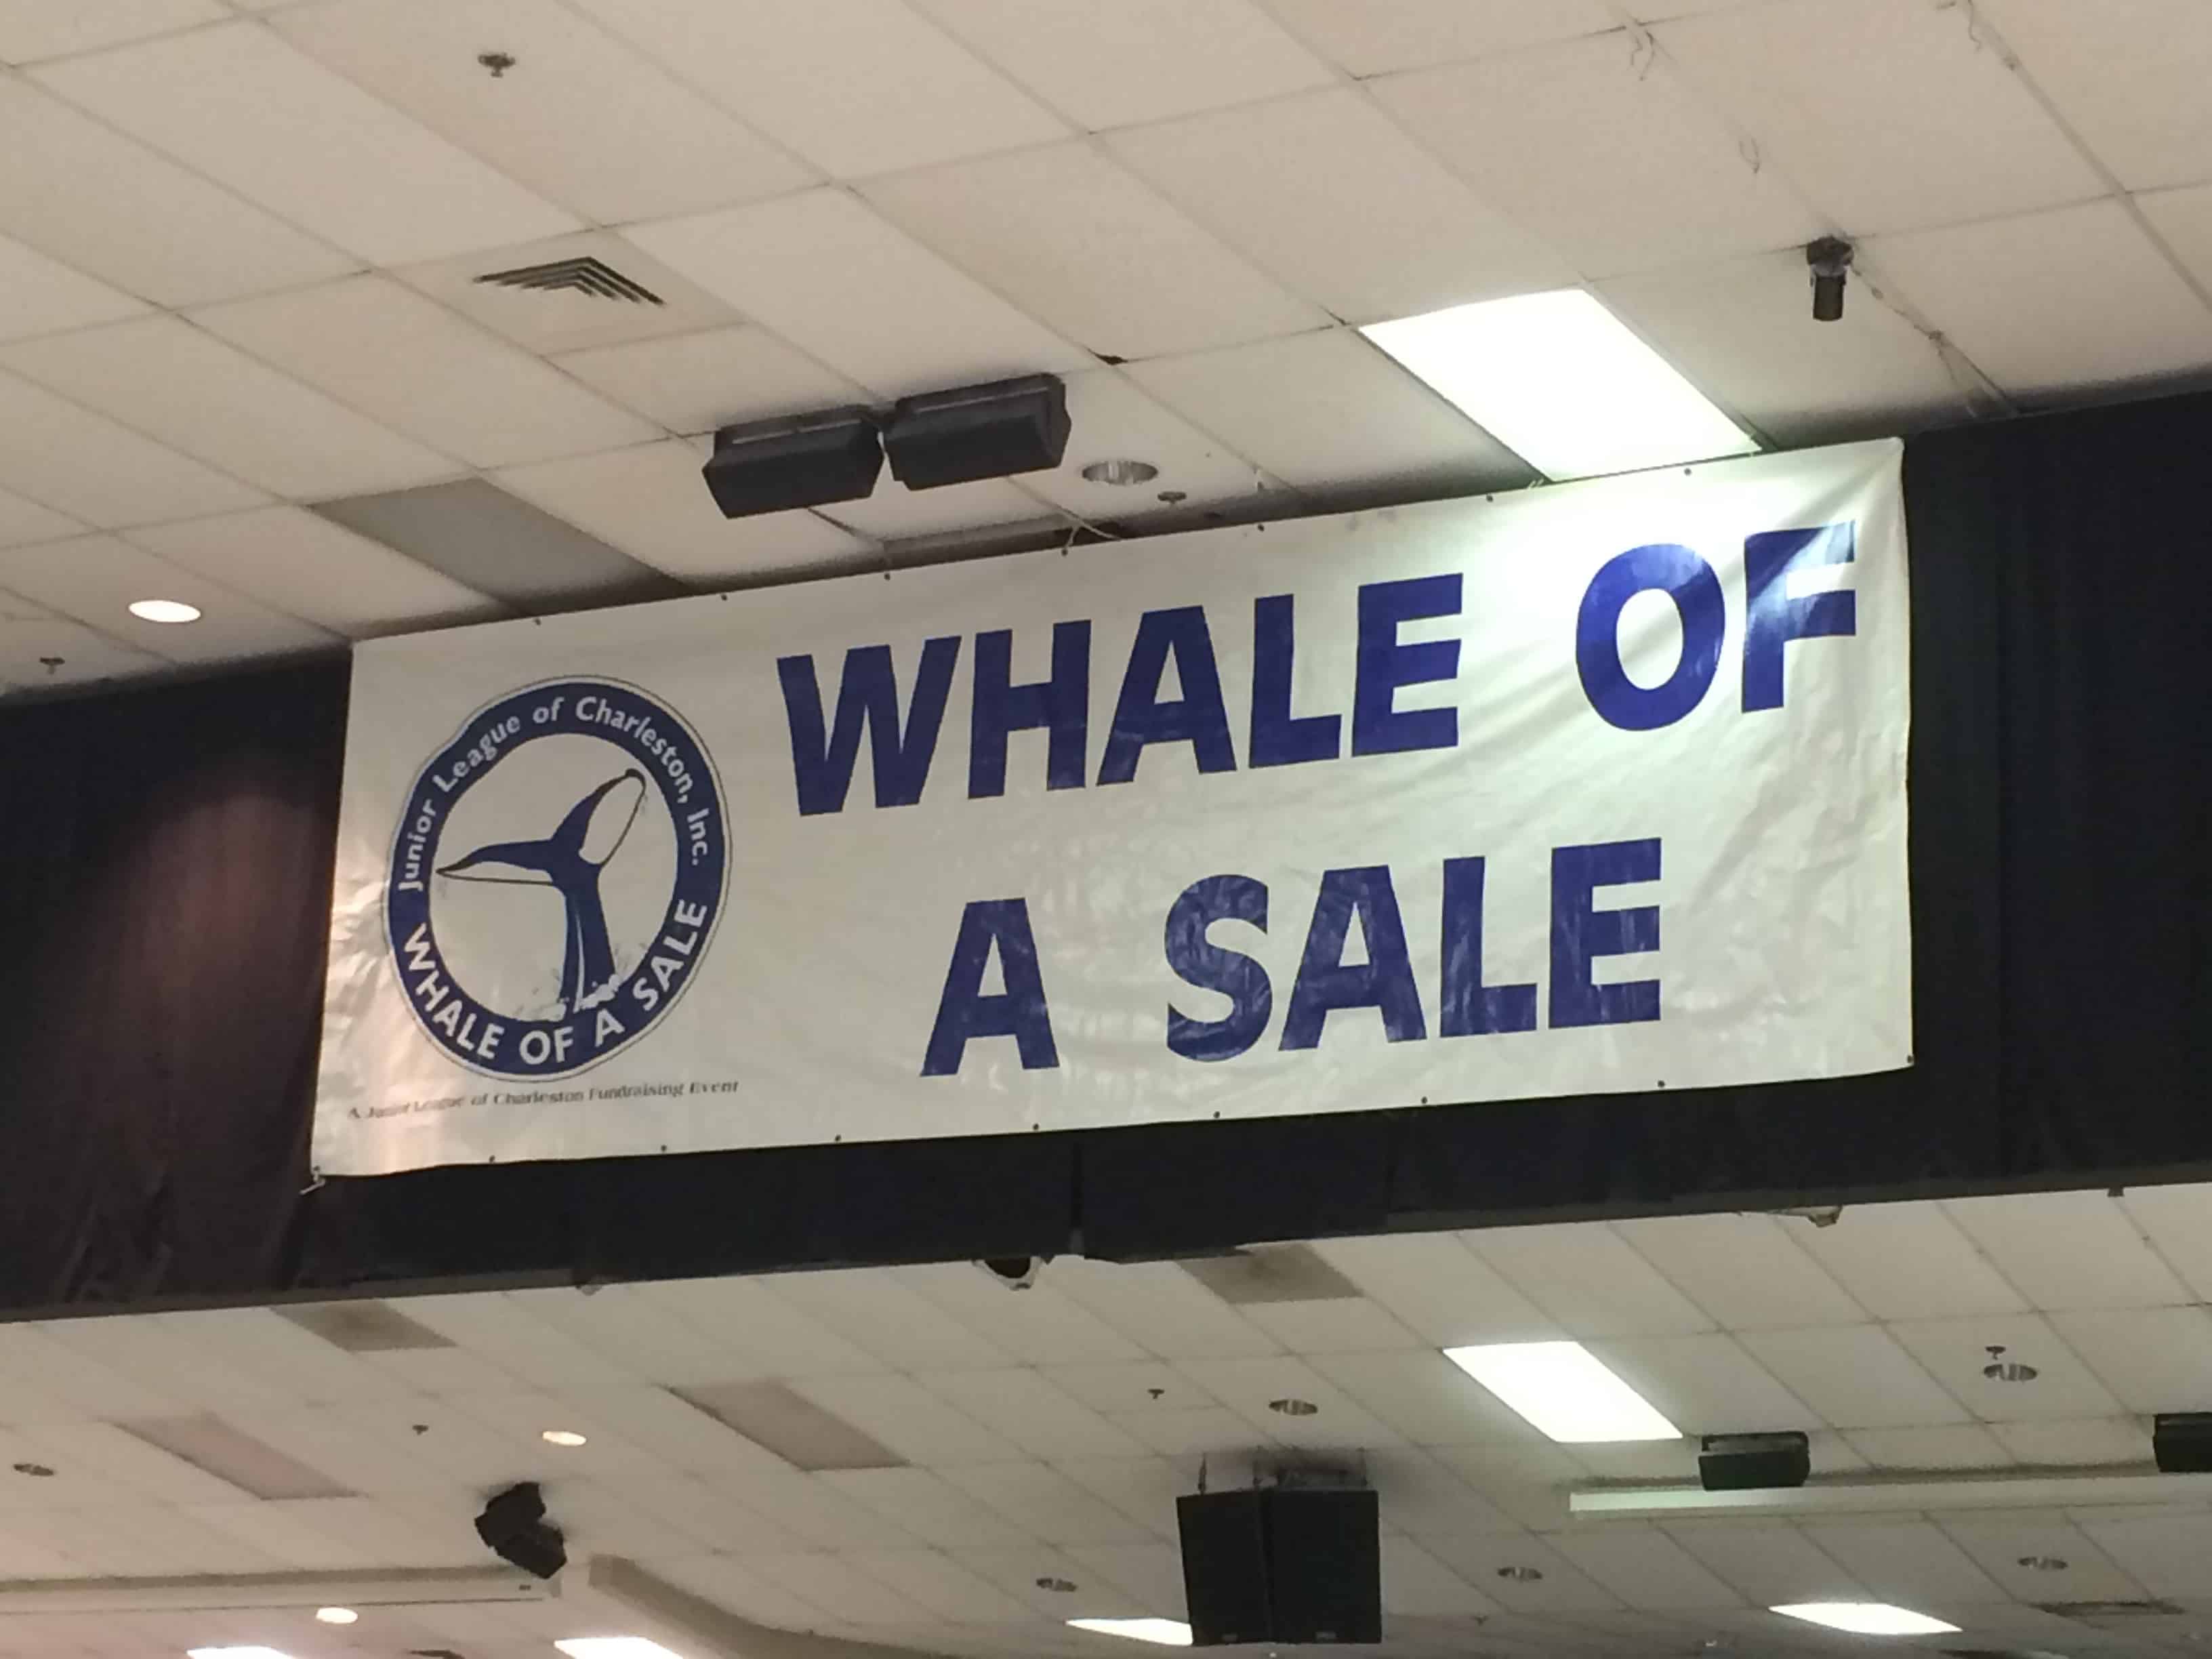 WHALE OF
A SALE
Junior League of Charleston, Inc.
WHALE OF A SALE
A Junior League of Charleston Fundraising Event